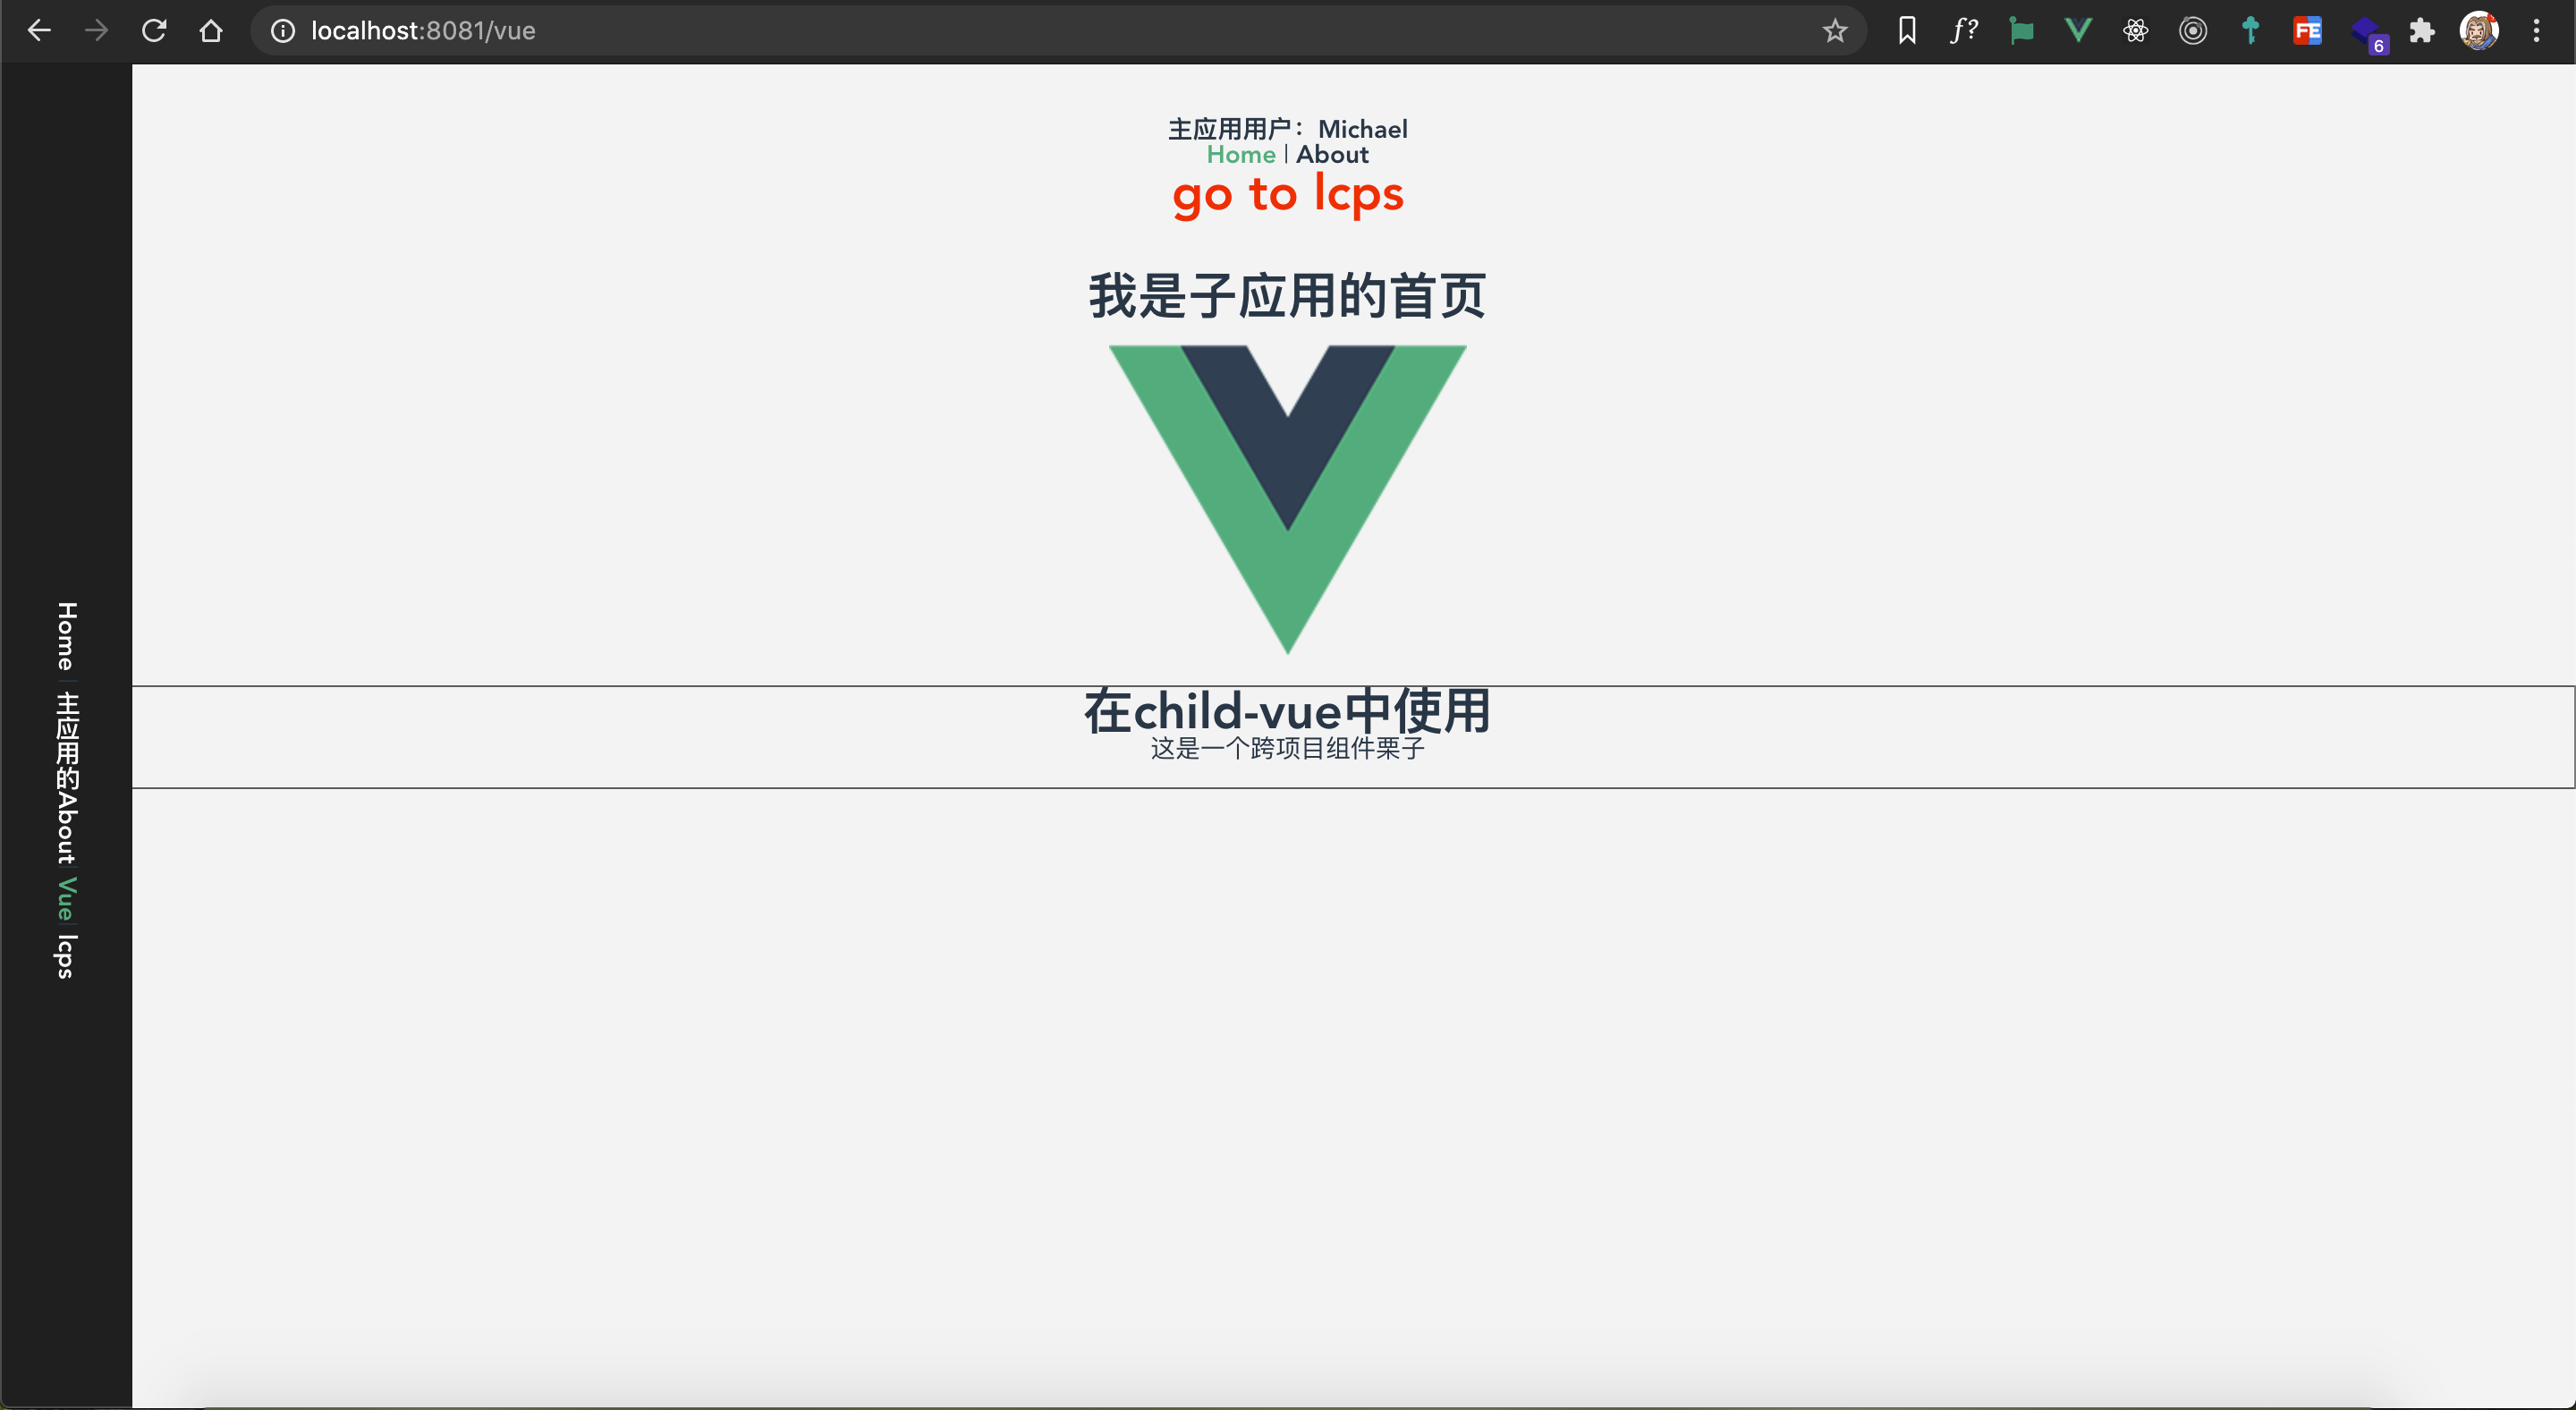 localhost:8081/vue
f?
FE
6
主应用用户：Michael
Home | About
go to lcps
我是子应用的首页
在child-vue中使用
这是一个跨项目组件栗子
Home | 主应用的About| Vue| lcps